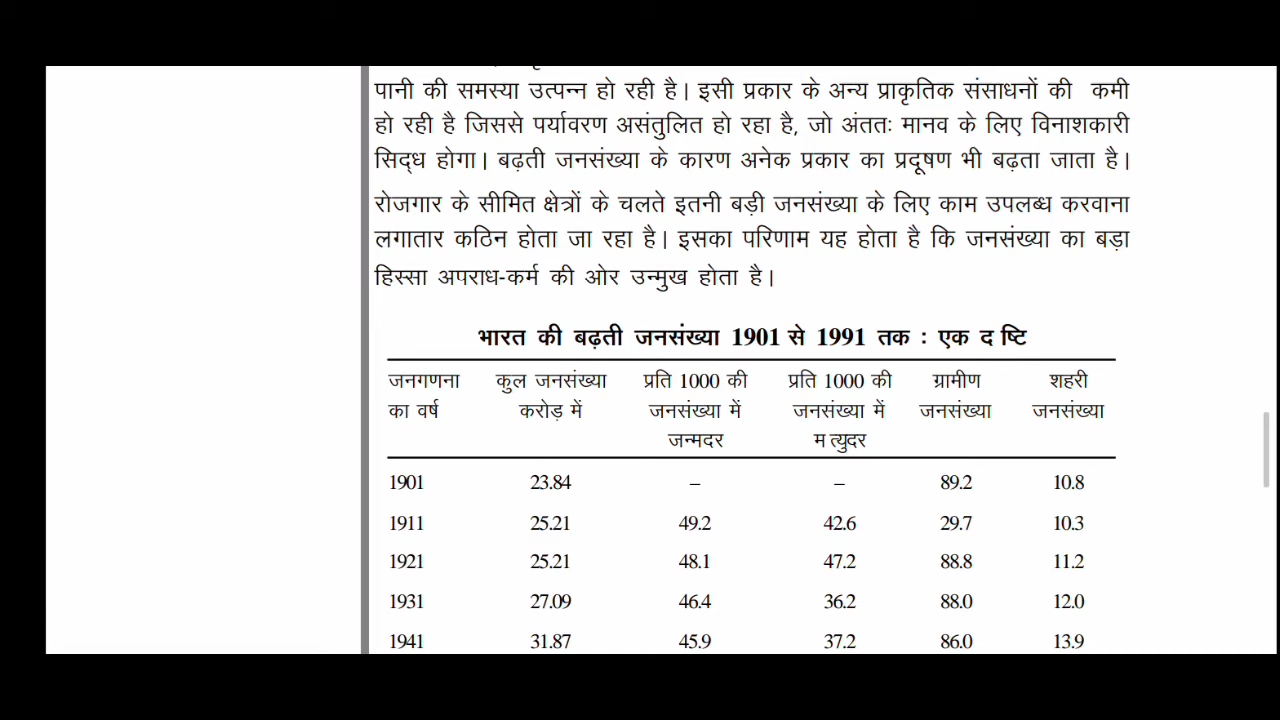 पानी की समस्या उत्पन्न हो रही है। इसी प्रकार के अन्य प्राकृतिक संसाधनों की कमी
हो रही है जिससे पर्यावरण असंतुलित हो रहा है, जो अंततः मानव के लिए विनाशकारी
सिद्ध होगा। बढ़ती जनसंख्या के कारण अनेक प्रकार का प्रदूषण भी बढ़ता जाता है।
रोजगार के सीमित क्षेत्रों के चलते इतनी बड़ी जनसंख्या के लिए काम उपलब्ध करवाना
लगातार कठिन होता जा रहा है। इसका परिणाम यह होता है कि जनसंख्या का बड़ा
हिस्सा अपराध-कर्म की ओर उन्मुख होता है।
भारत की बढ़ती जनसंख्या 1901 से 1991 तक : एक द ष्टि
जनगणना कुल जनसंख्या प्रति 1000 की प्रति 1000 की ग्रामीण शहरी
का वर्ष करोड़ में जनसंख्या में जनसंख्या में जनसंख्या जनसंख्या
जन्मदर म त्युदर
1901 23.84 – – 89.2 10.8
1911 25.21 49.2 42.6 29.7 10.3
1921 25.21 48.1 47.2 88.8 11.2
1931 27.09 46.4 36.2 88.0 12.0
1941 31.87 45.9 37.2 86.0 13.9